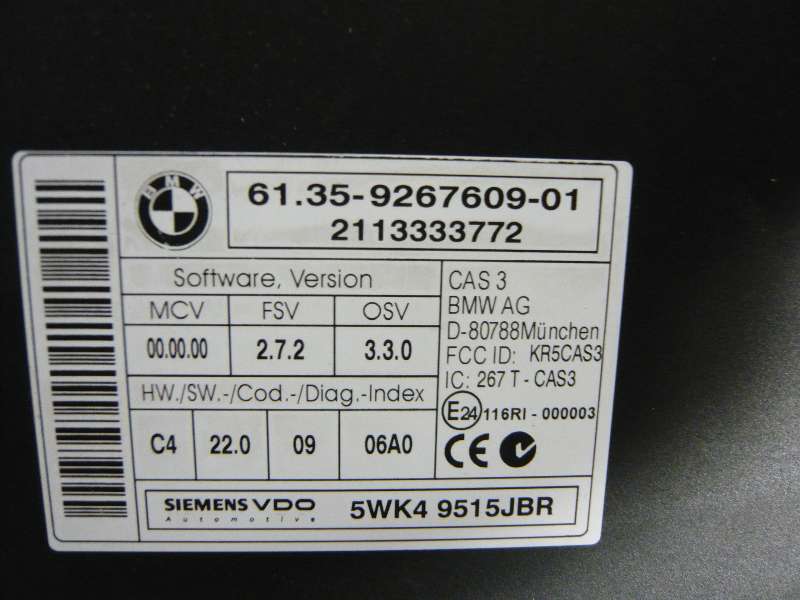 BMW
61.35-9267609-01
2113333772
Software, Version
MCV FSV OSV
00.00.00 2.7.2 3.3.0
HW./SW.-/Cod.-/Diag.-Index
C4 22.0 09 06A0
CAS 3
BMW AG
D-80788München
FCC ID: KR5CAS3
IC: 267 T - CAS3
E24 116RI - 000003
CE
SIEMENS VDO
Automotive
5WK4 9515JBR